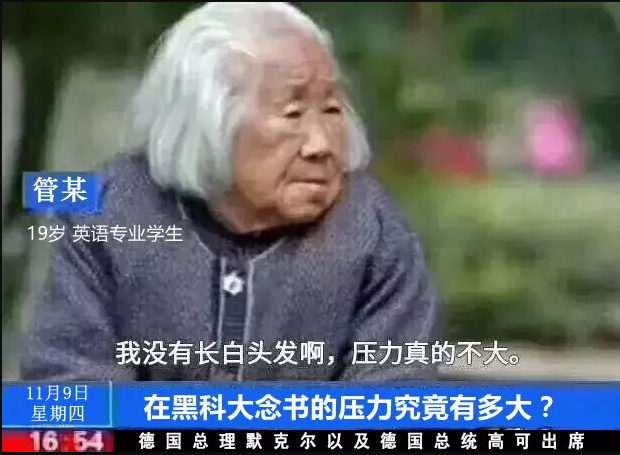 管某
19岁 英语专业学生
我没有长白头发啊，压力真的不大。
11月9日
星期四
在黑科大念书的压力究竟有多大？
16:54
德国总理默克尔以及德国总统高可出席